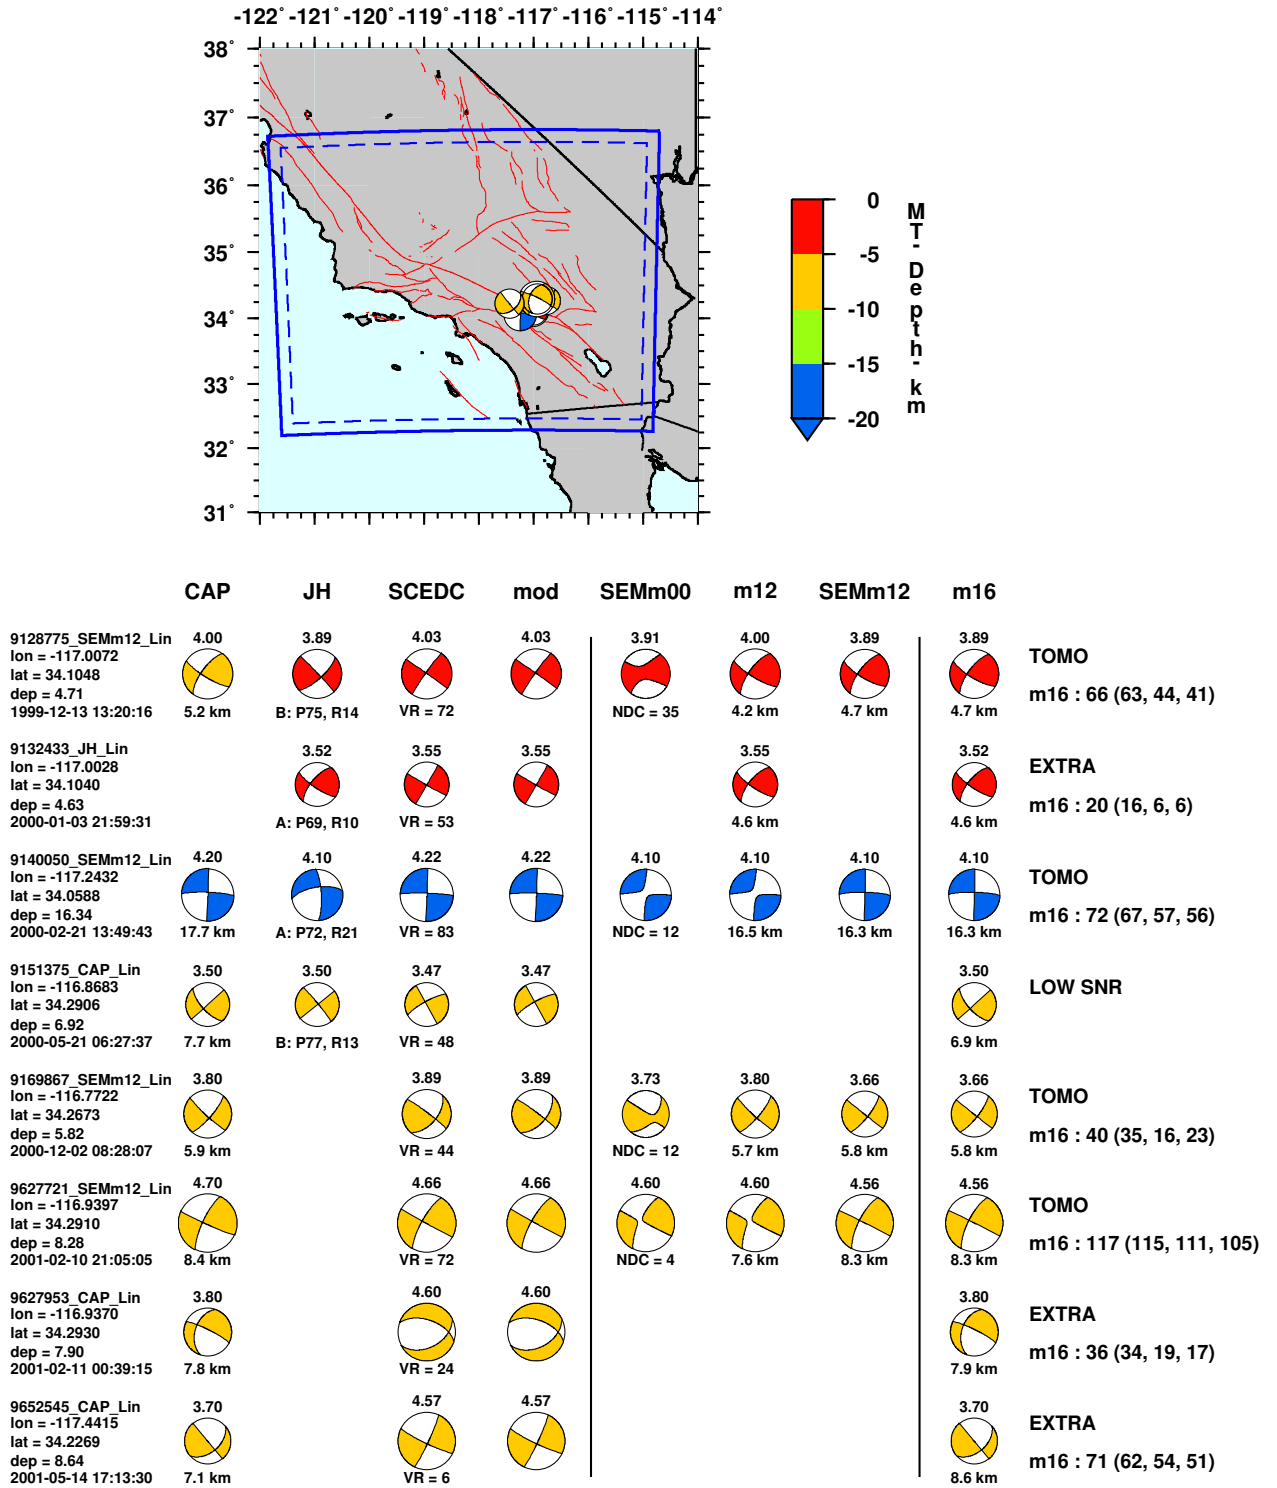 -122° -121° -120° -119° -118° -117° -116° -115° -114°
38°
37°
36°
35°
34°
33°
32°
31°
0
-5
-10
-15
-20
MT-Depth-km
CAP JH SCEDC mod SEMm00 m12 SEMm12 m16
9128775_SEMm12_Lin 4.00 3.89 4.03 4.03 3.91 4.00 3.89 3.89
lon = -117.0072
lat = 34.1048
dep = 4.71
1999-12-13 13:20:16 5.2 km B: P75, R14 VR = 72 NDC = 35 4.2 km 4.7 km 4.7 km
TOMO
m16 : 66 (63, 44, 41)
9132433_JH_Lin 3.52 3.55 3.55 3.55 3.52
lon = -117.0028
lat = 34.1040
dep = 4.63
2000-01-03 21:59:31 A: P69, R10 VR = 53 4.6 km 4.6 km
EXTRA
m16 : 20 (16, 6, 6)
9140050_SEMm12_Lin 4.20 4.10 4.22 4.22 4.10 4.10 4.10 4.10
lon = -117.2432
lat = 34.0588
dep = 16.34
2000-02-21 13:49:43 17.7 km A: P72, R21 VR = 83 NDC = 12 16.5 km 16.3 km 16.3 km
TOMO
m16 : 72 (67, 57, 56)
9151375_CAP_Lin 3.50 3.50 3.47 3.47 3.50
lon = -116.8683
lat = 34.2906
dep = 6.92
2000-05-21 06:27:37 7.7 km B: P77, R13 VR = 48 6.9 km
LOW SNR
9169867_SEMm12_Lin 3.80 3.89 3.89 3.73 3.80 3.66 3.66
lon = -116.7722
lat = 34.2673
dep = 5.82
2000-12-02 08:28:07 5.9 km VR = 44 NDC = 12 5.7 km 5.8 km 5.8 km
TOMO
m16 : 40 (35, 16, 23)
9627721_SEMm12_Lin 4.70 4.66 4.66 4.60 4.60 4.56 4.56
lon = -116.9397
lat = 34.2910
dep = 8.28
2001-02-10 21:05:05 8.4 km VR = 72 NDC = 4 7.6 km 8.3 km 8.3 km
TOMO
m16 : 117 (115, 111, 105)
9627953_CAP_Lin 3.80 4.60 4.60 3.80
lon = -116.9370
lat = 34.2930
dep = 7.90
2001-02-11 00:39:15 7.8 km VR = 24 7.9 km
EXTRA
m16 : 36 (34, 19, 17)
9652545_CAP_Lin 3.70 4.57 4.57 3.70
lon = -117.4415
lat = 34.2269
dep = 8.64
2001-05-14 17:13:30 7.1 km VR = 6 8.6 km
EXTRA
m16 : 71 (62, 54, 51)